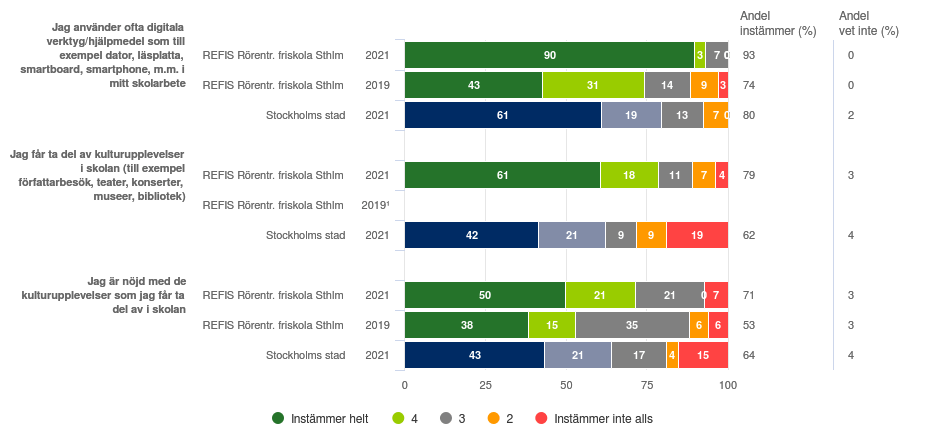 Andel
instämmer (%)
Andel
vet inte (%)
Jag använder ofta digitala
verktyg/hjälpmedel som till
exempel dator, läsplatta,
smartboard, smartphone, m.m. i
mitt skolarbete
REFIS Rörentr. friskola Sthlm 2021 90 3 7 0 93 0
REFIS Rörentr. friskola Sthlm 2019 43 31 14 9 3 74 0
Stockholms stad 2021 61 19 13 7 0 80 2
Jag får ta del av kulturupplevelser
i skolan (till exempel
författarbesök, teater, konserter,
museer, bibliotek)
REFIS Rörentr. friskola Sthlm 2021 61 18 11 7 4 79 3
REFIS Rörentr. friskola Sthlm 2019¹
Stockholms stad 2021 42 21 9 9 19 62 4
Jag är nöjd med de
kulturupplevelser som jag får ta
del av i skolan
REFIS Rörentr. friskola Sthlm 2021 50 21 21 0 7 71 3
REFIS Rörentr. friskola Sthlm 2019 38 15 35 6 6 53 3
Stockholms stad 2021 43 21 17 4 15 64 4
0 25 50 75 100
Instämmer helt 4 3 2 Instämmer inte alls